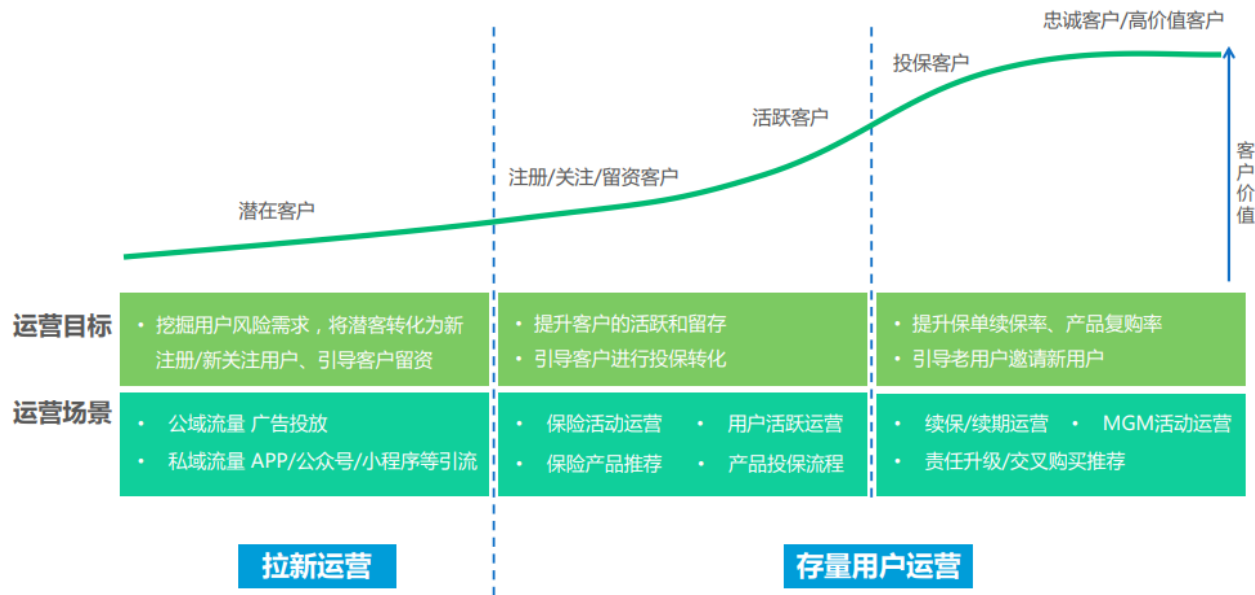 忠诚客户/高价值客户
投保客户
活跃客户
注册/关注/留资客户
潜在客户
客户价值
运营目标
• 挖掘用户风险需求，将潜客转化为新
注册/新关注用户、引导客户留资
• 提升客户的活跃和留存
• 引导客户进行投保转化
• 提升保单续保率、产品复购率
• 引导老用户邀请新用户
运营场景
• 公域流量 广告投放
• 私域流量 APP/公众号/小程序等引流
• 保险活动运营 • 用户活跃运营
• 保险产品推荐 • 产品投保流程
• 续保/续期运营 • MGM活动运营
• 责任升级/交叉购买推荐
拉新运营
存量用户运营